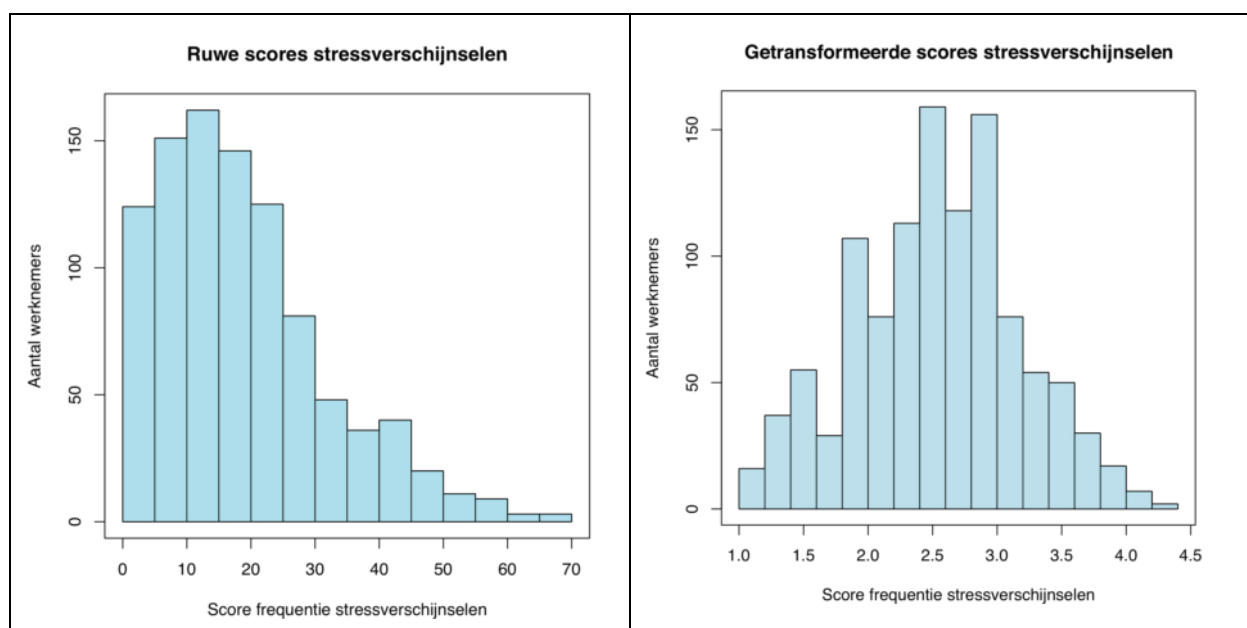 Ruwe scores stressverschijnselen
150
100
50
0
Aantal werknemers
0 10 20 30 40 50 60 70
Score frequentie stressverschijnselen
Getransformeerde scores stressverschijnselen
150
100
50
0
Aantal werknemers
1.0 1.5 2.0 2.5 3.0 3.5 4.0 4.5
Score frequentie stressverschijnselen